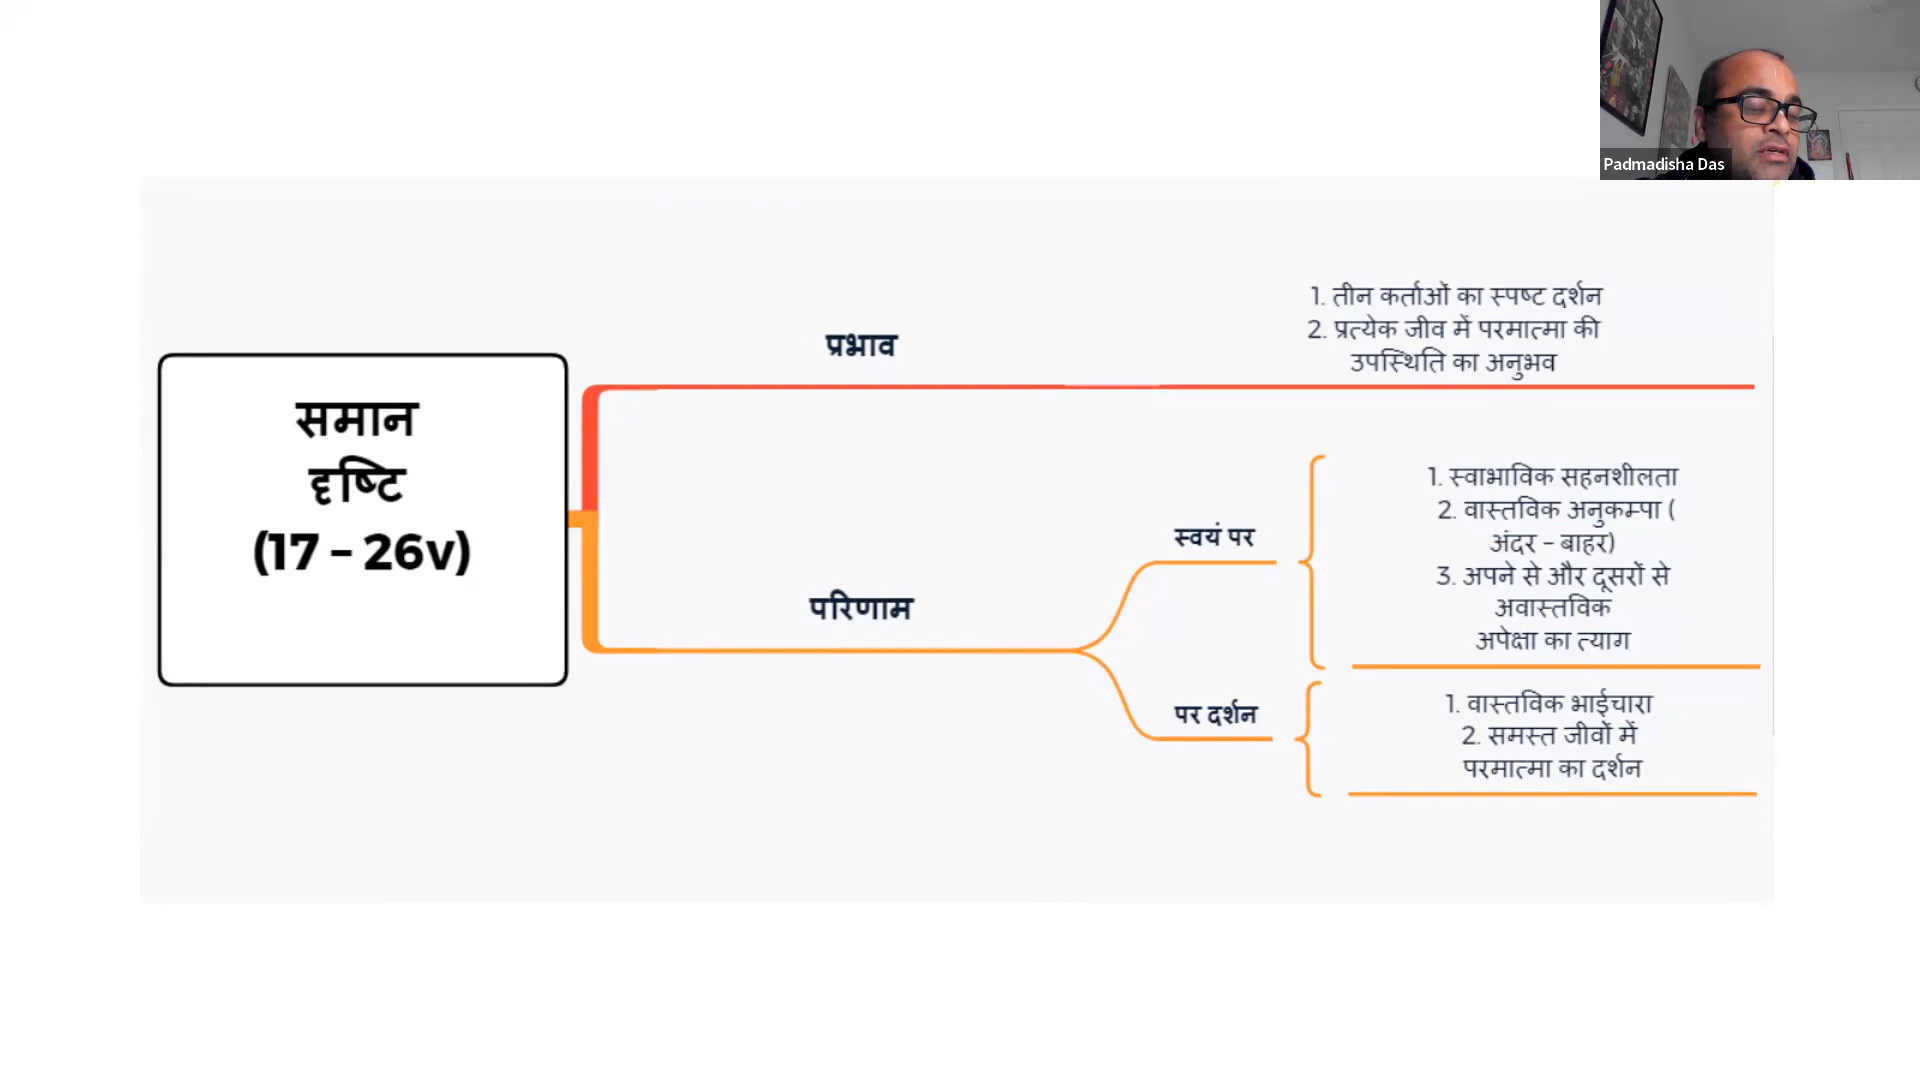 Padmadisha Das
समान
दृष्टि
(17 – 26v)
प्रभाव
1. तीन कर्ताओं का स्पष्ट दर्शन
2. प्रत्येक जीव में परमात्मा की
उपस्थिति का अनुभव
परिणाम
स्वयं पर
1. स्वाभाविक सहनशीलता
2. वास्तविक अनुकम्पा (
अंदर – बाहर)
3. अपने से और दूसरों से
अवास्तविक
अपेक्षा का त्याग
पर दर्शन
1. वास्तविक भाईचारा
2. समस्त जीवों में
परमात्मा का दर्शन